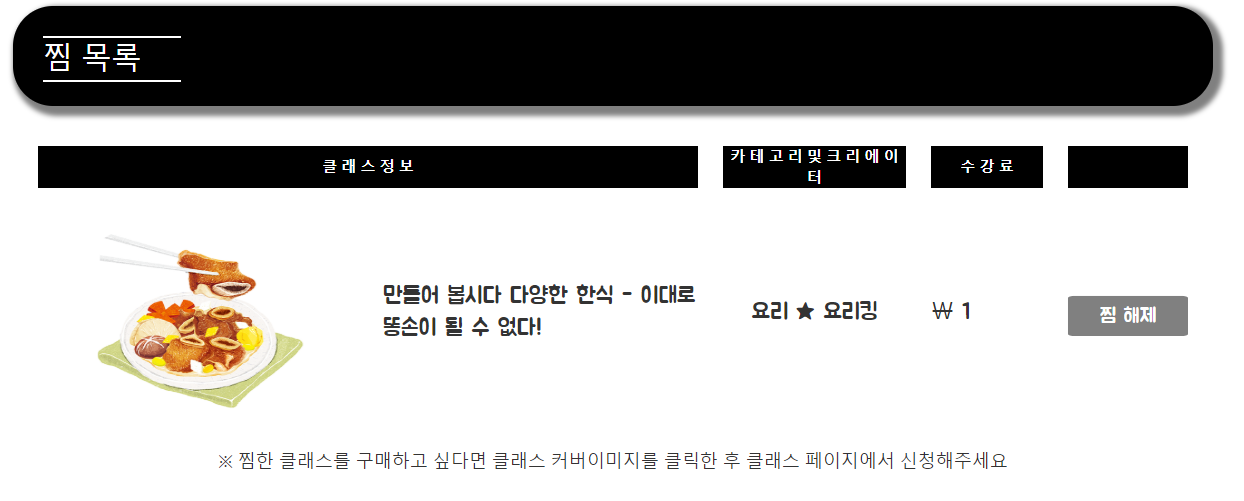 찜 목록
클래스정보
카테고리및크리에이
터
수강료
만들어 봅시다 다양한 한식 - 이대로
똥손이 될 수 없다!
요리 ★ 요리킹
₩ 1
찜 해제
※ 찜한 클래스를 구매하고 싶다면 클래스 커버이미지를 클릭한 후 클래스 페이지에서 신청해주세요